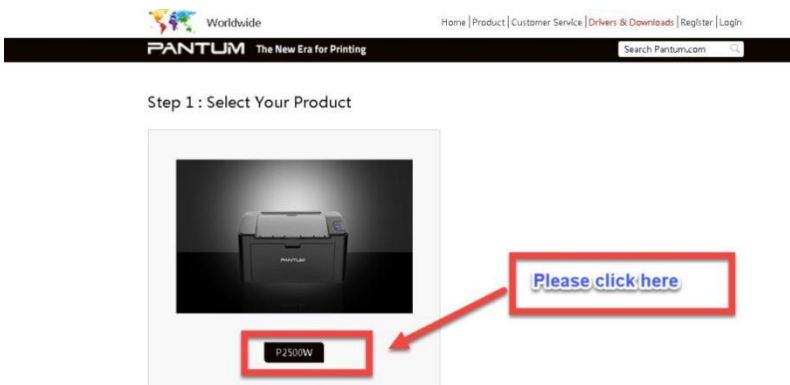 Worldwide
Home | Product | Customer Service | Drivers & Downloads | Register | Login
PANTUM The New Era for Printing
Search Pantum.com
Step 1 : Select Your Product
PANTUM
Please click here
P2500W